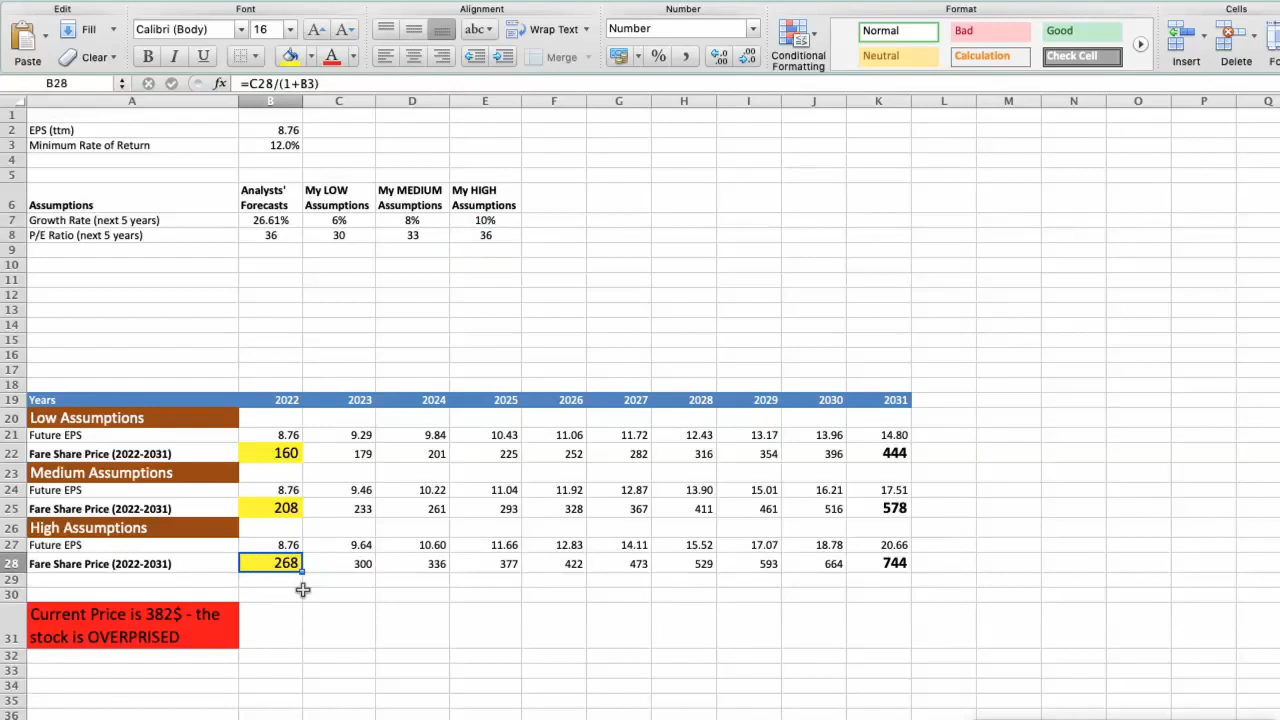 Edit Font Alignment Number Format Cells
Fill Calibri (Body) 16 A A abc Wrap Text Number Normal Bad Good
Paste Clear B I U A Merge % , .0 .00 .00 .0 Conditional Formatting Neutral Calculation Check Cell Insert Delete
B28 fx =C28/(1+B3)
A B C D E F G H I J K L M N O P Q
1
2 EPS (ttm) 8.76
3 Minimum Rate of Return 12.0%
4
5
6 Assumptions Analysts' Forecasts My LOW Assumptions My MEDIUM Assumptions My HIGH Assumptions
7 Growth Rate (next 5 years) 26.61% 6% 8% 10%
8 P/E Ratio (next 5 years) 36 30 33 36
9
10
11
12
13
14
15
16
17
18
19 Years 2022 2023 2024 2025 2026 2027 2028 2029 2030 2031
20 Low Assumptions
21 Future EPS 8.76 9.29 9.84 10.43 11.06 11.72 12.43 13.17 13.96 14.80
22 Fare Share Price (2022-2031) 160 179 201 225 252 282 316 354 396 444
23 Medium Assumptions
24 Future EPS 8.76 9.46 10.22 11.04 11.92 12.87 13.90 15.01 16.21 17.51
25 Fare Share Price (2022-2031) 208 233 261 293 328 367 411 461 516 578
26 High Assumptions
27 Future EPS 8.76 9.64 10.60 11.66 12.83 14.11 15.52 17.07 18.78 20.66
28 Fare Share Price (2022-2031) 268 300 336 377 422 473 529 593 664 744
29
30
Current Price is 382$ - the
31 stock is OVERPRISED
32
33
34
35
36